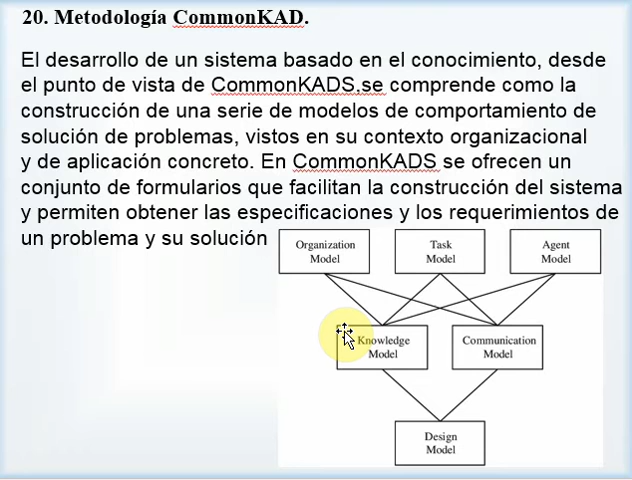 20. Metodología CommonKAD.
El desarrollo de un sistema basado en el conocimiento, desde
el punto de vista de CommonKADS.se comprende como la
construcción de una serie de modelos de comportamiento de
solución de problemas, vistos en su contexto organizacional
y de aplicación concreto. En CommonKADS se ofrecen un
conjunto de formularios que facilitan la construcción del sistema
y permiten obtener las especificaciones y los requerimientos de
un problema y su solución
Organization
Model
Task
Model
Agent
Model
Knowledge
Model
Communication
Model
Design
Model